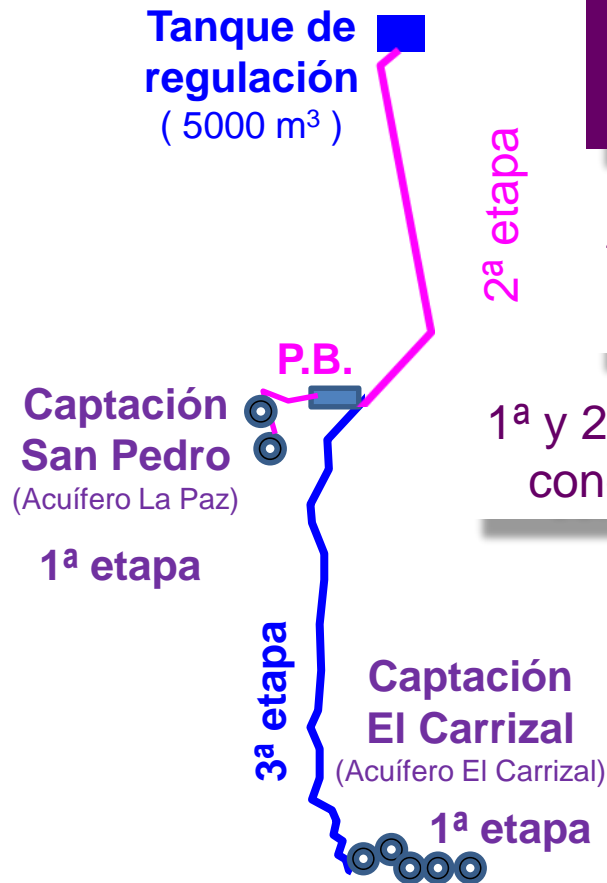 Tanque de
regulación
( 5000 m³ )
2ª etapa
P.B.
Captación
San Pedro
(Acuífero La Paz)
1ª etapa
1ª y 2
con
3ª etapa
Captación
El Carrizal
(Acuífero El Carrizal)
1ª etapa